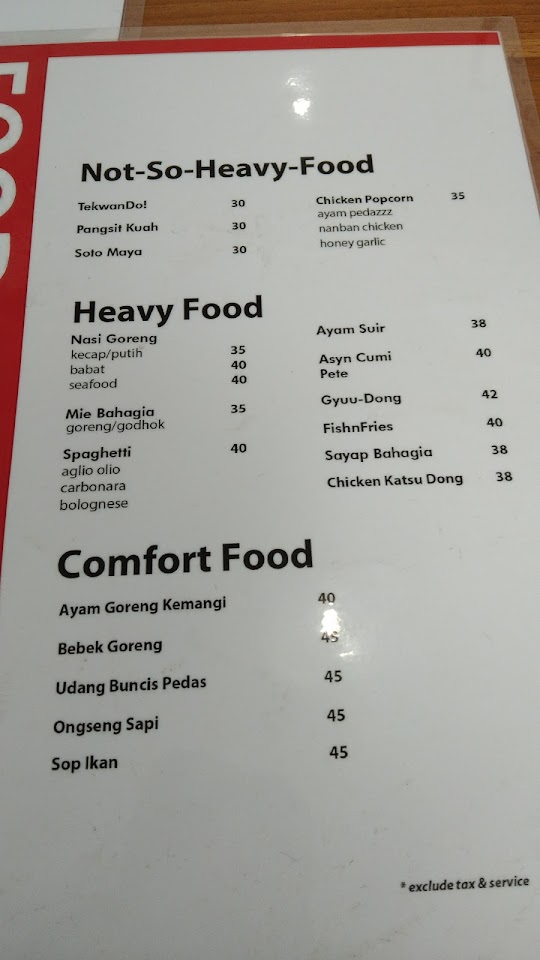 FOOD
Not-So-Heavy-Food
TekwanDo! 30
Pangsit Kuah 30
Soto Maya 30
Chicken Popcorn 35
ayam pedazzz
nanban chicken
honey garlic
Heavy Food
Nasi Goreng
kecap/putih 35
babat 40
seafood 40
Mie Bahagia 35
goreng/godhok
Spaghetti 40
aglio olio
carbonara
bolognese
Ayam Suir 38
Asyn Cumi 40
Pete
Gyuu-Dong 42
FishnFries 40
Sayap Bahagia 38
Chicken Katsu Dong 38
Comfort Food
Ayam Goreng Kemangi 40
Bebek Goreng 45
Udang Buncis Pedas 45
Ongseng Sapi 45
Sop Ikan 45
* exclude tax & service